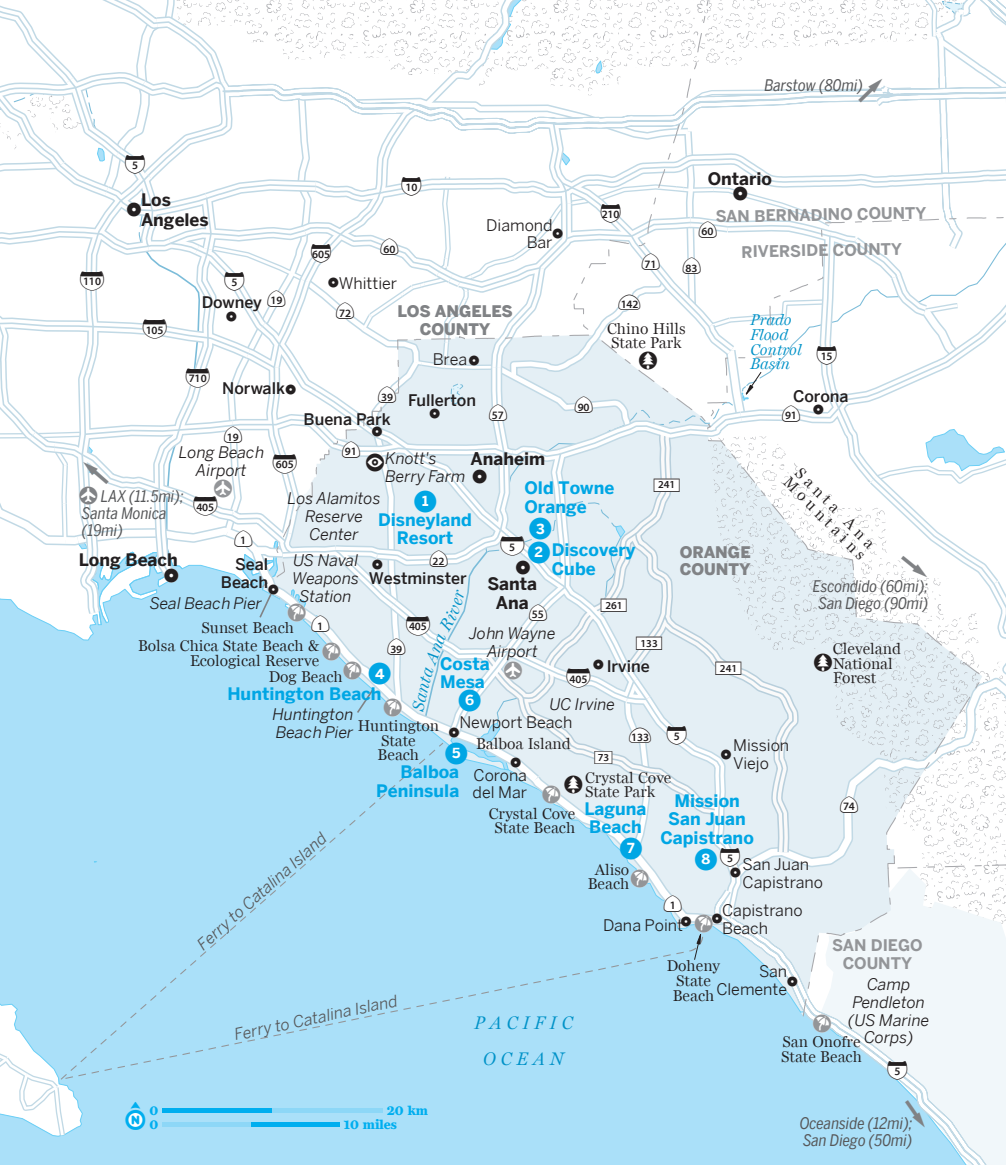 Barstow (80mi)
5
Los
Angeles
10
Ontario
210
SAN BERNADINO COUNTY
60
RIVERSIDE COUNTY
Diamond
Bar
605
60
110
5
19
Whittier
71
83
Downey
72
142
105
LOS ANGELES
COUNTY
Chino Hills
State Park
Prado
Flood
Control
Basin
15
Brea
710
Norwalk
39
Fullerton
90
Corona
57
91
Buena Park
19
91
Long Beach
Airport
605
Knott's
Berry Farm
Anaheim
241
Santa Ana
Mountains
LAX (11.5mi);
Santa Monica
(19mi)
405
Los Alamitos
Reserve
Center
1
Disneyland
Resort
Old Towne
Orange
3
1
5
2
Discovery
Cube
ORANGE
COUNTY
Long Beach
Seal
Beach
US Naval
Weapons
Station
22
Westminster
Santa
Ana
Escondido (60mi);
San Diego (90mi)
Seal Beach Pier
261
55
Sunset Beach
1
405
Santa Ana River
John Wayne
Airport
133
Bolsa Chica State Beach &
Ecological Reserve
39
Costa
Mesa
Irvine
241
Cleveland
National
Forest
Dog Beach
4
405
Huntington Beach
6
UC Irvine
Huntington
Beach Pier
Huntington
State
Beach
Newport Beach
133
5
Balboa Island
Mission
Viejo
5
73
Balboa
Peninsula
Corona
del Mar
Crystal Cove
State Park
Crystal Cove
State Beach
Laguna
Beach
Mission
San Juan
Capistrano
74
7
8
5
San Juan
Capistrano
Aliso
Beach
Ferry to Catalina Island
1
Dana Point
Capistrano
Beach
Doheny
State
Beach
SAN DIEGO
COUNTY
San
Clemente
Camp
Pendleton
(US Marine
Corps)
Ferry to Catalina Island
PACIFIC
OCEAN
San Onofre
State Beach
5
N
0
20 km
0
10 miles
Oceanside (12mi);
San Diego (50mi)